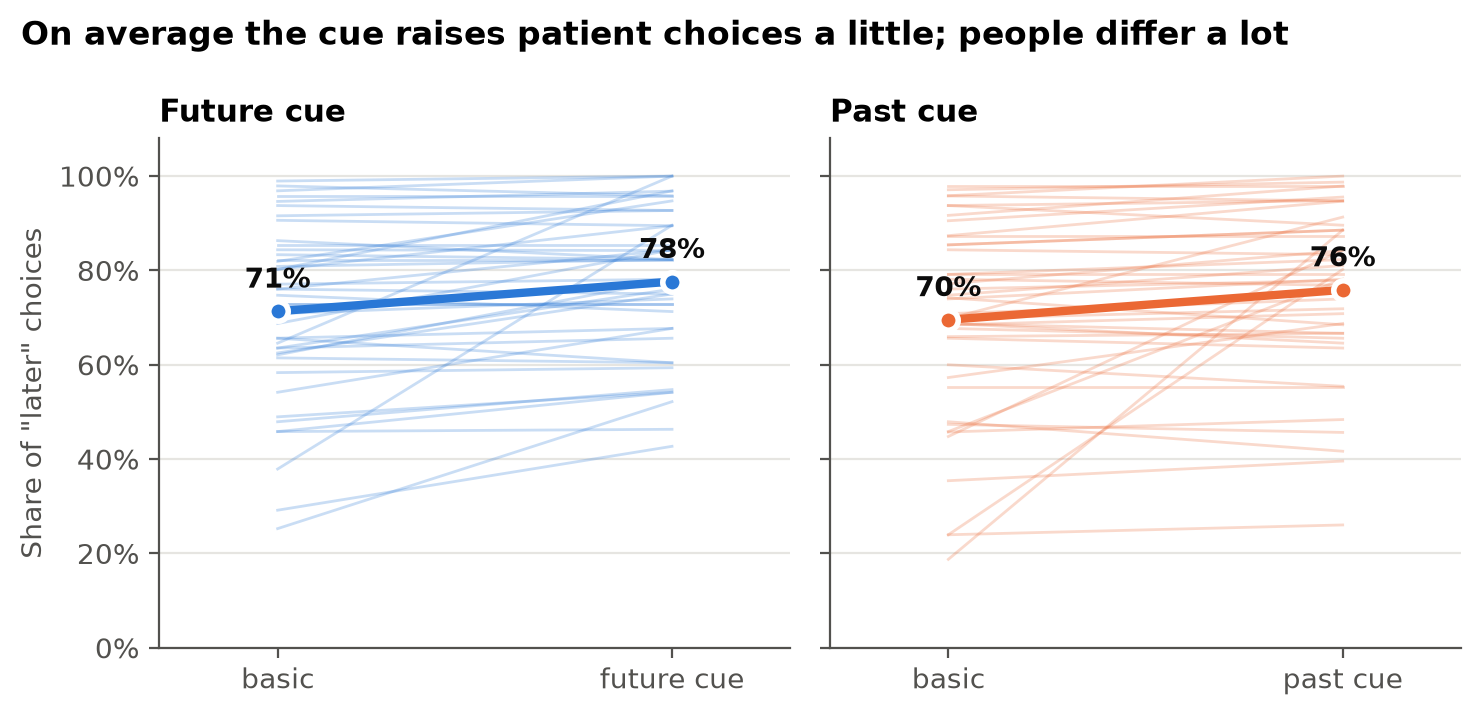 On average the cue raises patient choices a little; people differ a lot
Future cue
Past cue
Share of "later" choices
100%
80%
60%
40%
20%
0%
71%
78%
70%
76%
basic
future cue
basic
past cue